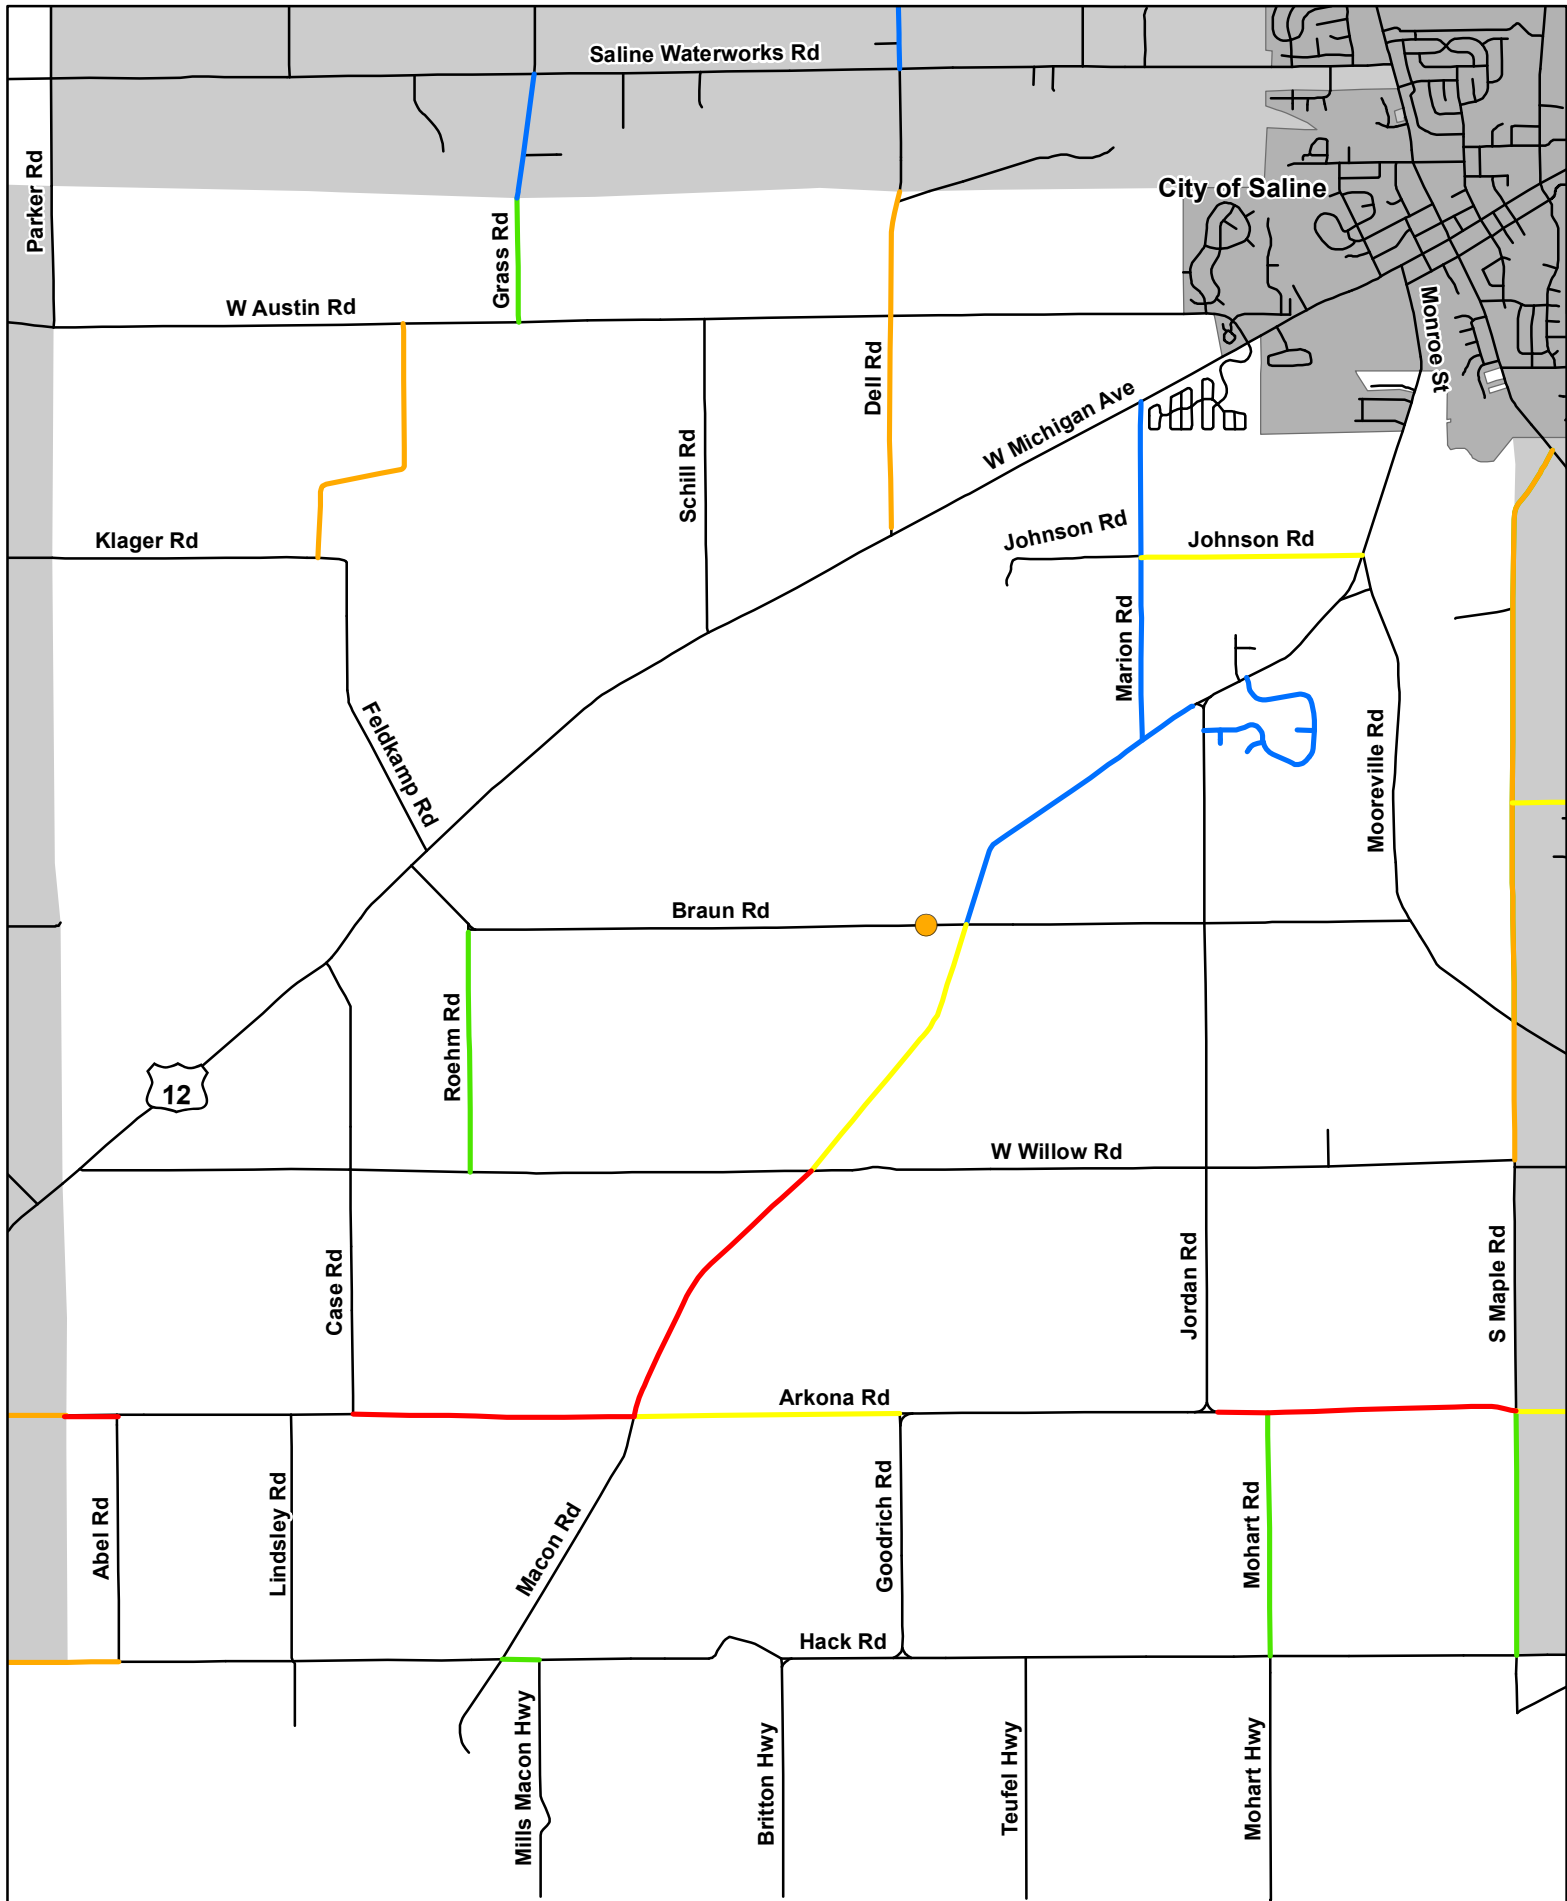 Saline Waterworks Rd
Parker Rd
City of Saline
Grass Rd
W Austin Rd
Monroe St
Dell Rd
W Michigan Ave
Schill Rd
Klager Rd
Johnson Rd
Johnson Rd
Marion Rd
Feldkamp Rd
Mooreville Rd
Braun Rd
Roehm Rd
12
W Willow Rd
Case Rd
Jordan Rd
S Maple Rd
Arkona Rd
Abel Rd
Lindsley Rd
Macon Rd
Goodrich Rd
Mohart Rd
Hack Rd
Mills Macon Hwy
Britton Hwy
Teufel Hwy
Mohart Hwy